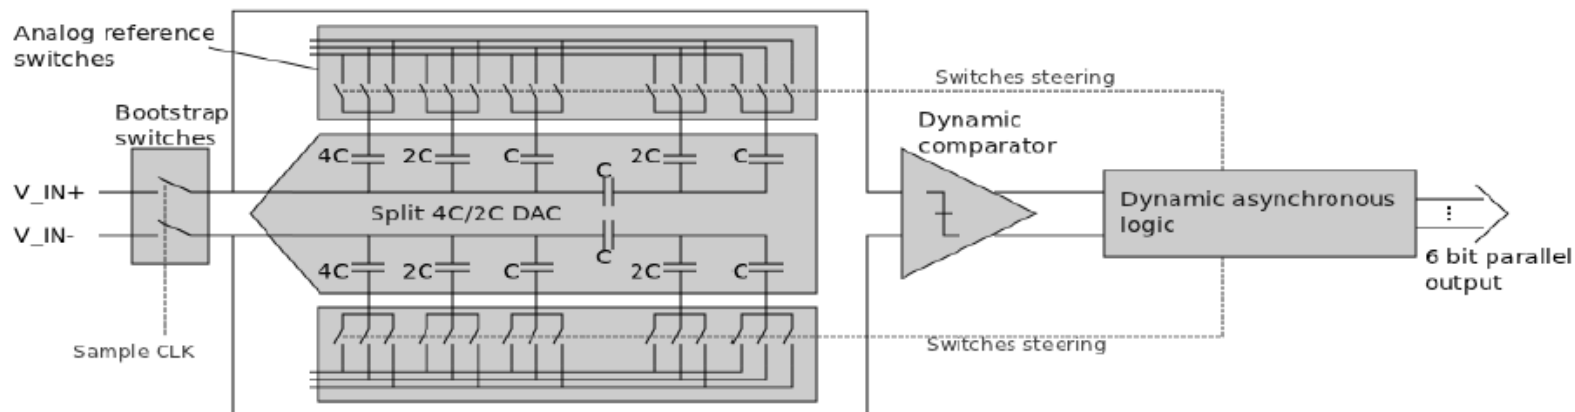 Analog reference
switches
Switches steering
Bootstrap
switches
Dynamic
comparator
4C 2C C 2C C
C
V_IN+
Split 4C/2C DAC
Dynamic asynchronous
logic
V_IN-
C
4C 2C C 2C C
6 bit parallel
output
Sample CLK
Switches steering